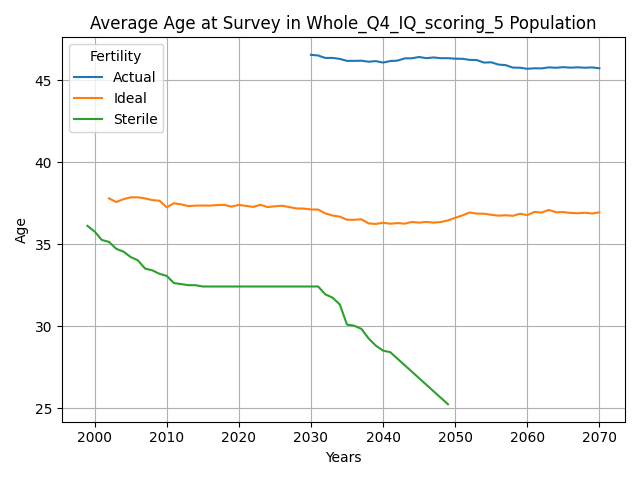 Average Age at Survey in Whole_Q4_IQ_scoring_5 Population
Fertility
Actual
Ideal
Sterile
Age
45
40
35
30
25
2000 2010 2020 2030 2040 2050 2060 2070
Years